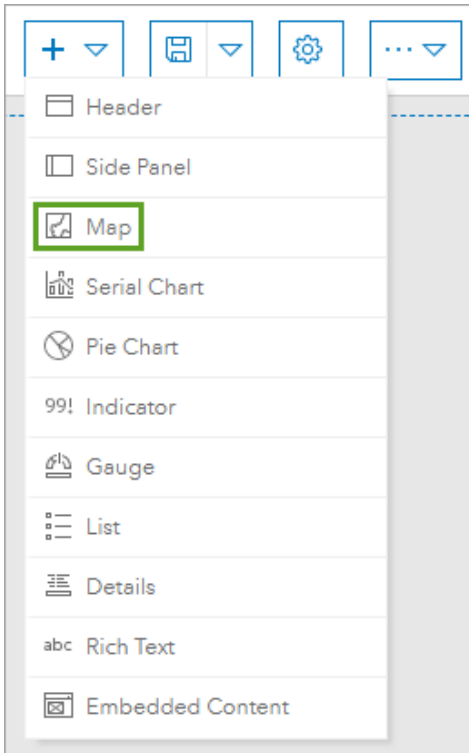 Header
Side Panel
Map
Serial Chart
Pie Chart
99! Indicator
Gauge
List
Details
abc Rich Text
Embedded Content